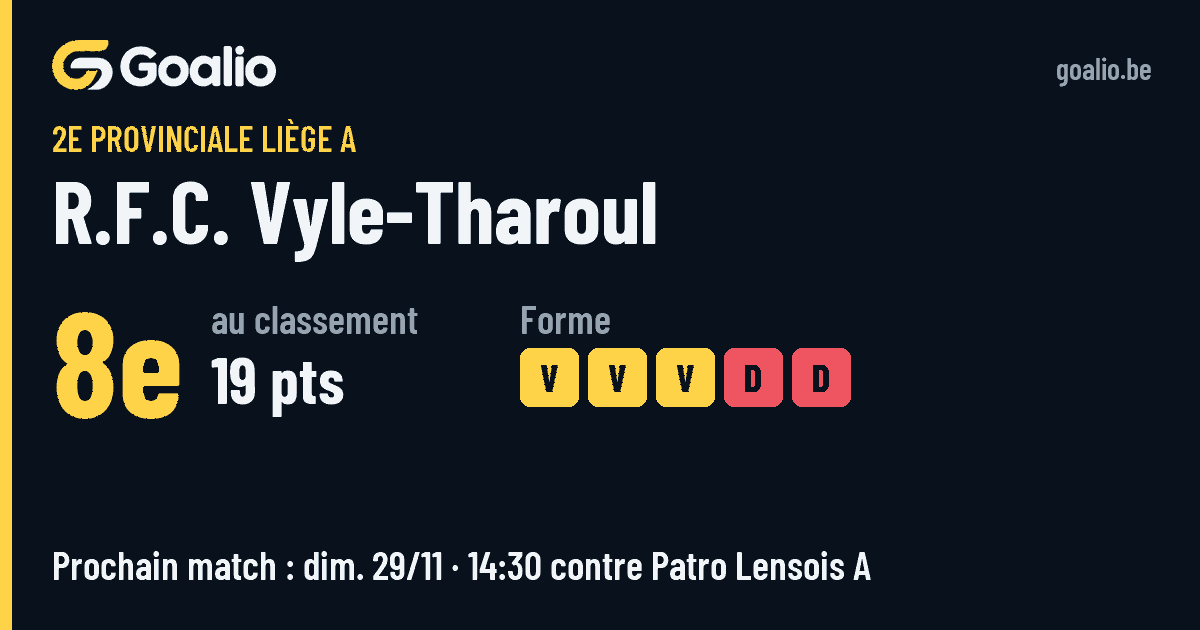 Goalio
goalio.be
2E PROVINCIALE LIÈGE A
R.F.C. Vyle-Tharoul
8e
au classement
19 pts
Forme
V V V D D
Prochain match : dim. 29/11 · 14:30 contre Patro Lensois A